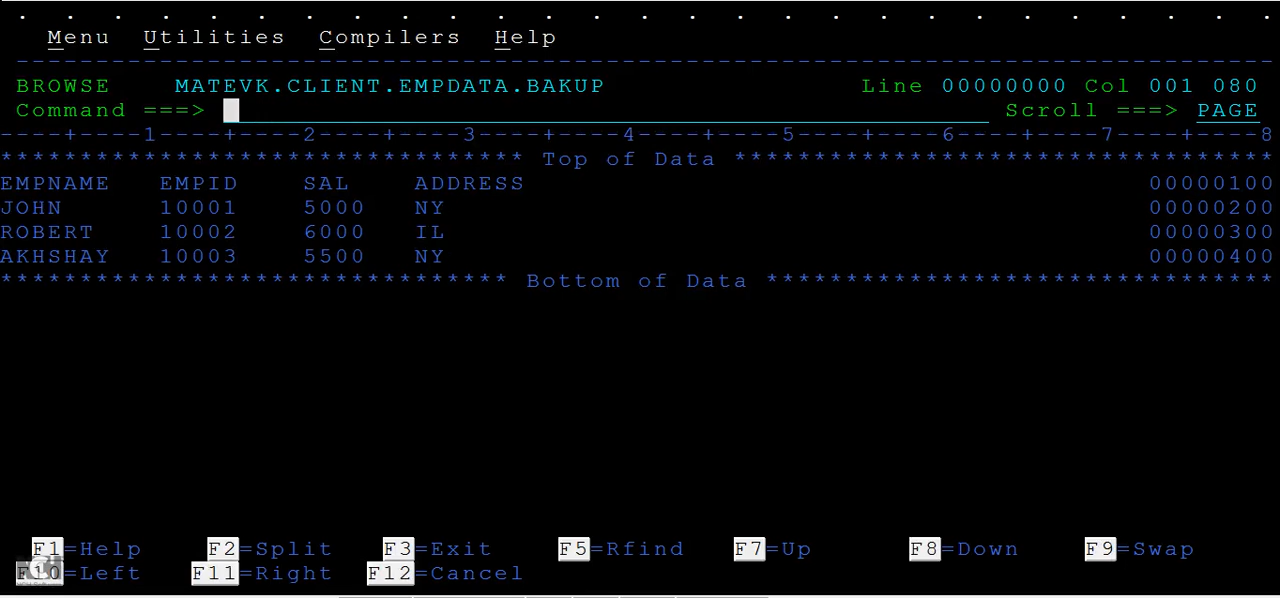 Menu Utilities Compilers Help
BROWSE MATEVK.CLIENT.EMPDATA.BAKUP Line 00000000 Col 001 080
Command ===> Scroll ===> PAGE
----+----1----+----2----+----3----+----4----+----5----+----6----+----7----+----8
********************************* Top of Data **********************************
EMPNAME EMPID SAL ADDRESS 00000100
JOHN 10001 5000 NY 00000200
ROBERT 10002 6000 IL 00000300
AKHSHAY 10003 5500 NY 00000400
******************************** Bottom of Data ********************************
F1=Help F2=Split F3=Exit F5=Rfind F7=Up F8=Down F9=Swap
F10=Left F11=Right F12=Cancel